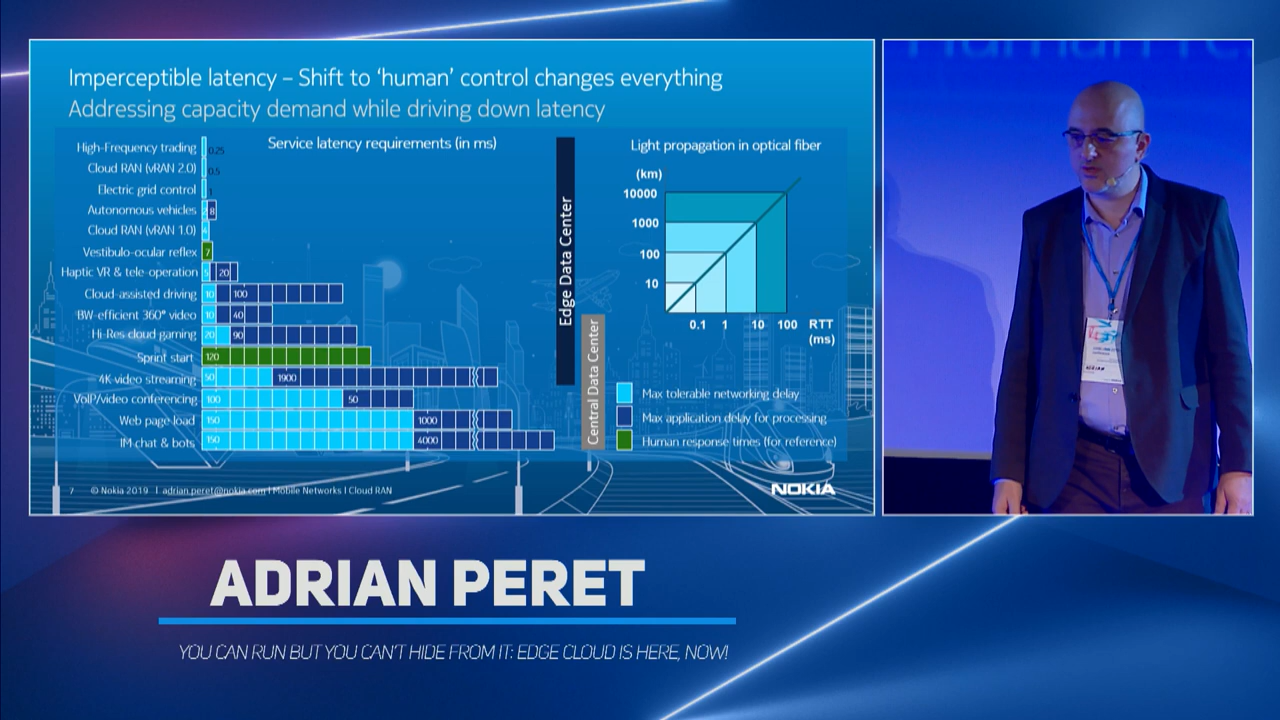 Imperceptible latency – Shift to 'human' control changes everything
Addressing capacity demand while driving down latency
Service latency requirements (in ms)
High-Frequency trading 0.25
Cloud RAN (vRAN 2.0) 0.5
Electric grid control 1
Autonomous vehicles 2 8
Cloud RAN (vRAN 1.0) 4
Vestibulo-ocular reflex 7
Haptic VR & tele-operation 5 20
Cloud-assisted driving 10 100
BW-efficient 360° video 10 40
Hi-Res cloud gaming 20 90
Sprint start 120
4K video streaming 50 1900
VoIP/video conferencing 100 50
Web page load 150 1000
IM chat & bots 150 4000
Edge Data Center
Central Data Center
Light propagation in optical fiber
(km)
10000
1000
100
10
0.1 1 10 100 RTT
(ms)
Max tolerable networking delay
Max application delay for processing
Human response times (for reference)
7 © Nokia 2019 | adrian.peret@nokia.com | Mobile Networks | Cloud RAN
NOKIA
ADRIAN PERET
YOU CAN RUN BUT YOU CAN'T HIDE FROM IT: EDGE CLOUD IS HERE, NOW!